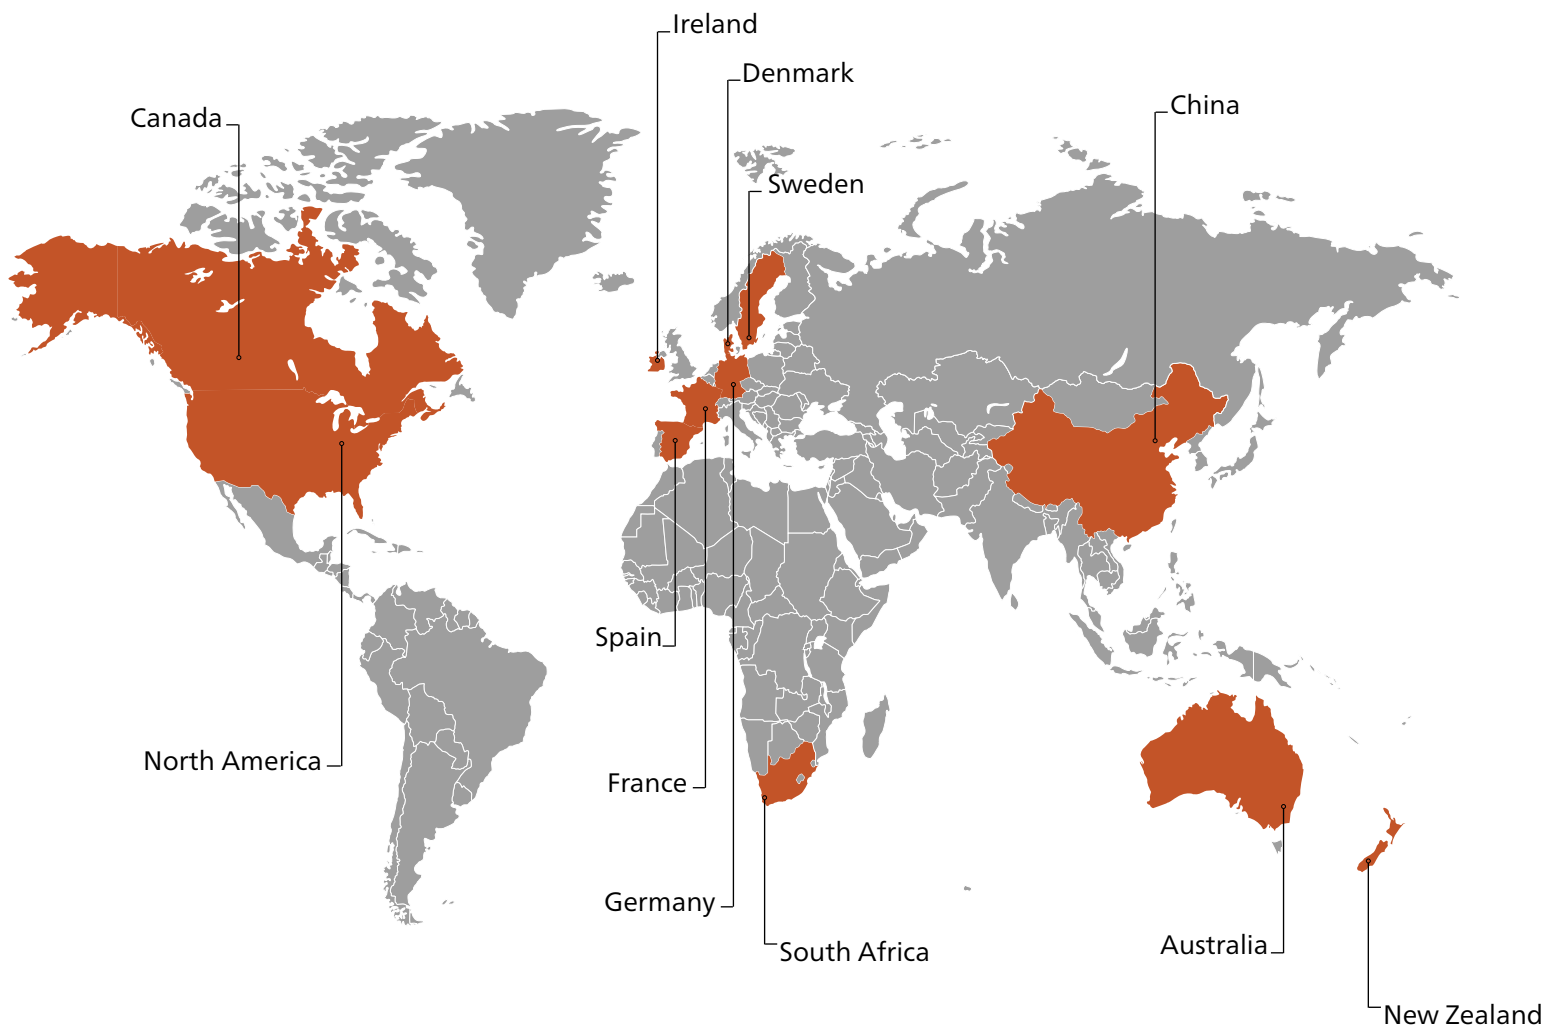 Ireland
Denmark
China
Canada
Sweden
Spain
North America
France
Germany
South Africa
Australia
New Zealand